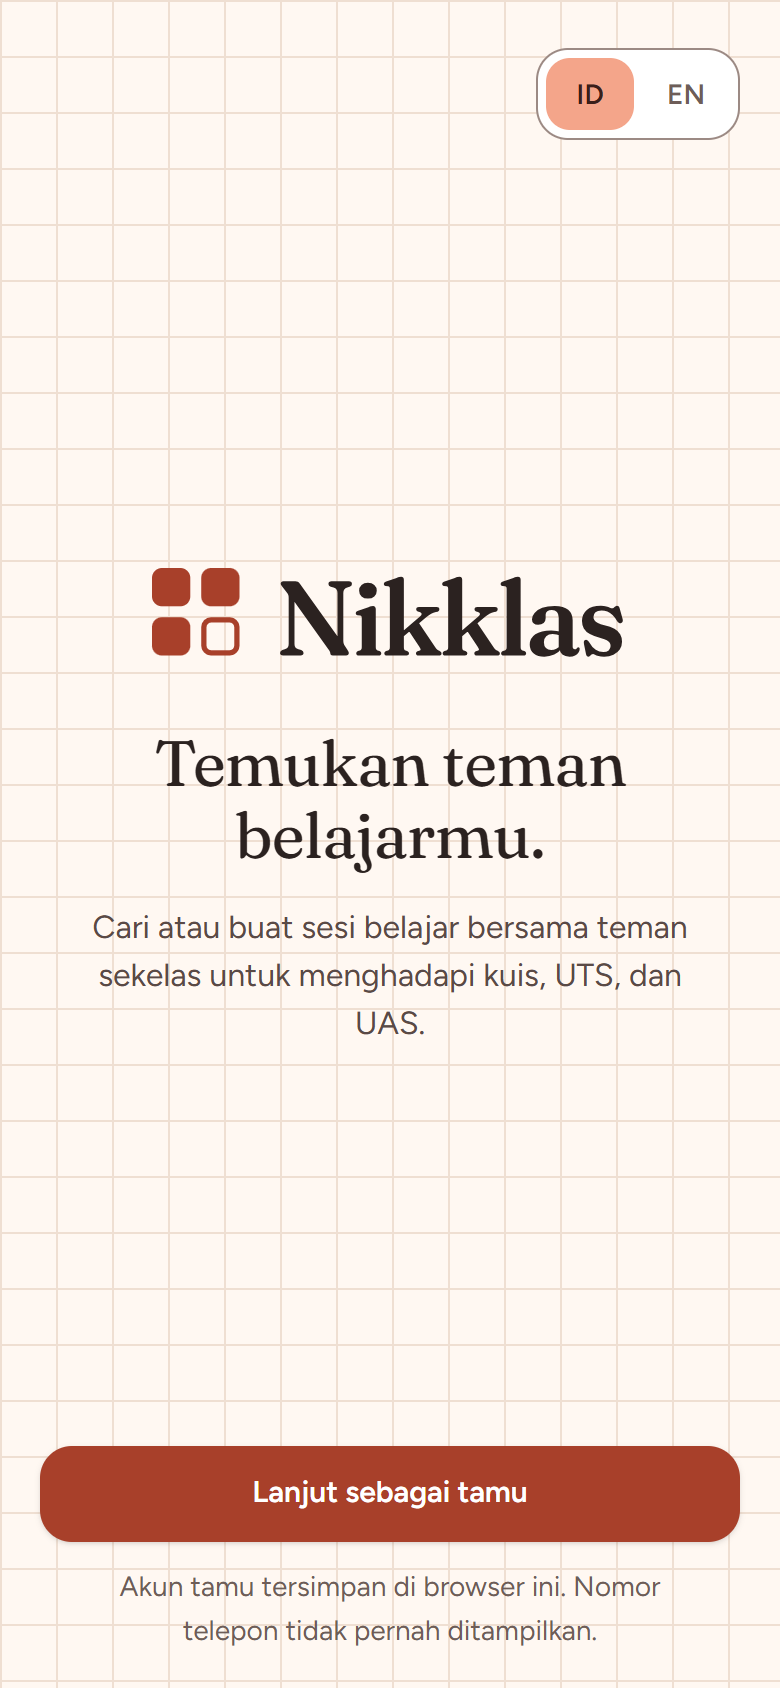 ID EN
Nikklas
Temukan teman
belajarmu.
Cari atau buat sesi belajar bersama teman
sekelas untuk menghadapi kuis, UTS, dan
UAS.
Lanjut sebagai tamu
Akun tamu tersimpan di browser ini. Nomor
telepon tidak pernah ditampilkan.